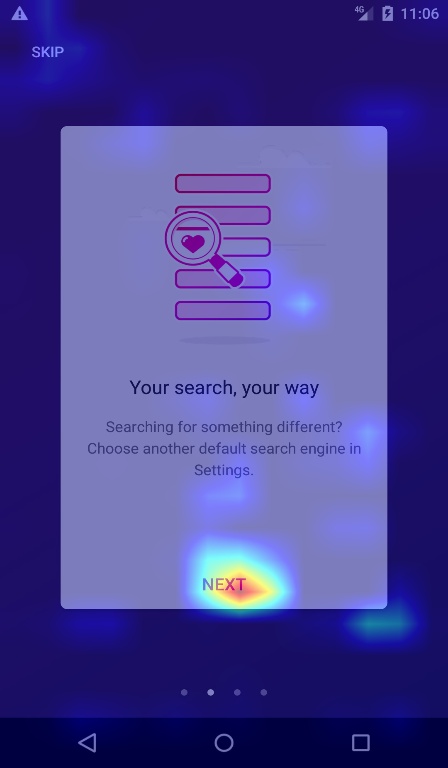 4G 11:06
SKIP
Your search, your way
Searching for something different?
Choose another default search engine in
Settings.
NEXT